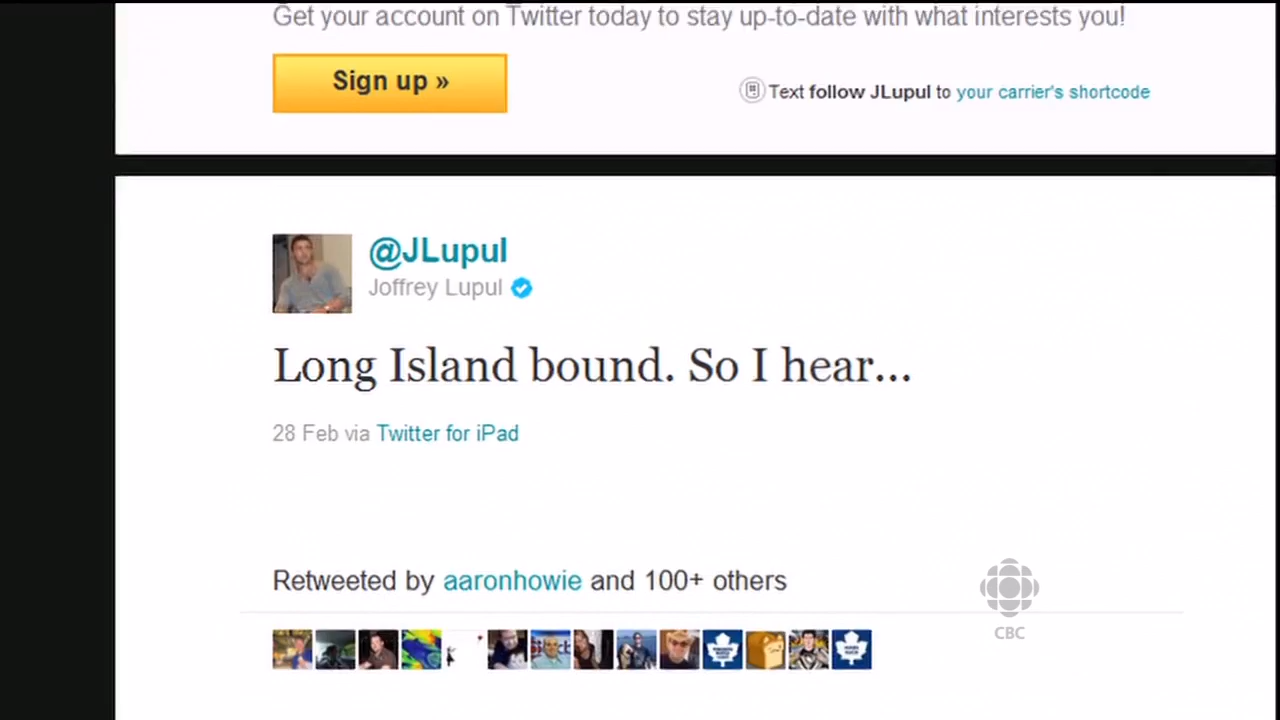 Get your account on Twitter today to stay up-to-date with what interests you!
Sign up »
Text follow JLupul to your carrier's shortcode
@JLupul
Joffrey Lupul
Long Island bound. So I hear...
28 Feb via Twitter for iPad
Retweeted by aaronhowie and 100+ others
CBC